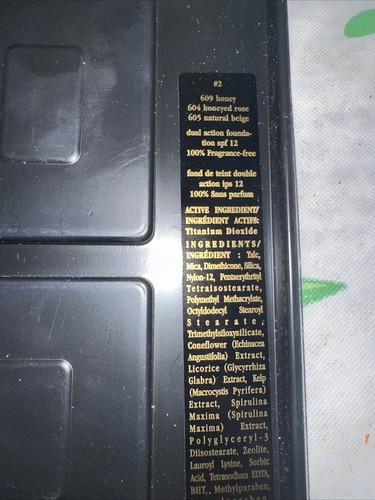 #2
609 honey
604 honeyed rose
605 natural beige
dual action founda-
tion spf 12
100% Fragrance-free
fond de teint double
action ips 12
100% Sans parfum
ACTIVE INGREDIENT/
INGRÉDIENT ACTIFS:
Titanium Dioxide
INGREDIENTS/
INGRÉDIENT : Talc,
Mica, Dimethicone, Silica,
Nylon-12, Pentaerythrityl
Tetraisostearate,
Polymethyl Methacrylate,
Octyldodecyl Stearoyl
Stearate,
Trimethylsiloxysilicate,
Coneflower (Echinacea
Angustifolia) Extract,
Licorice (Glycyrrhiza
Glabra) Extract, Kelp
(Macrocystis Pyrifera)
Extract, Spirulina
Maxima (Spirulina
Maxima) Extract,
Polyglyceryl-3
Diisostearate, Zeolite,
Lauroyl Lysine, Sorbic
Acid, Tetrasodium EDTA,
BHT,, Methylparaben,